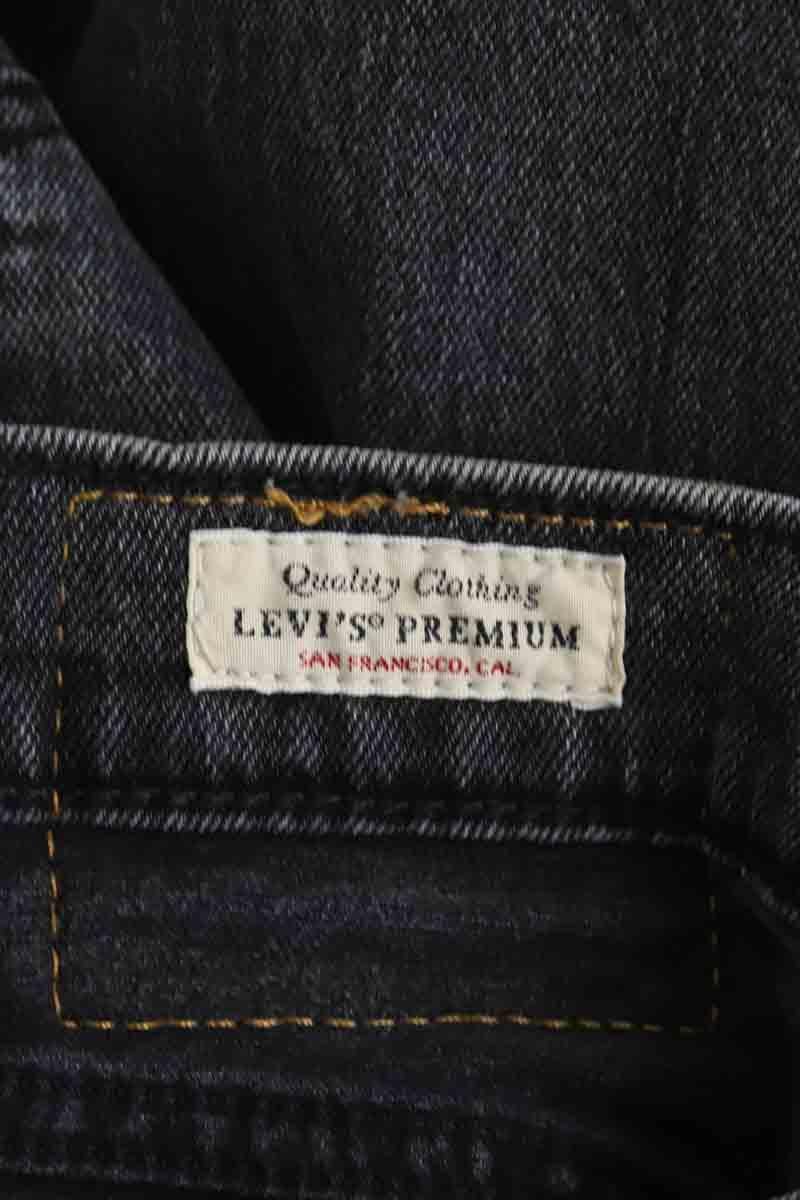 Quality Clothing
LEVI'S® PREMIUM
SAN FRANCISCO, CAL.